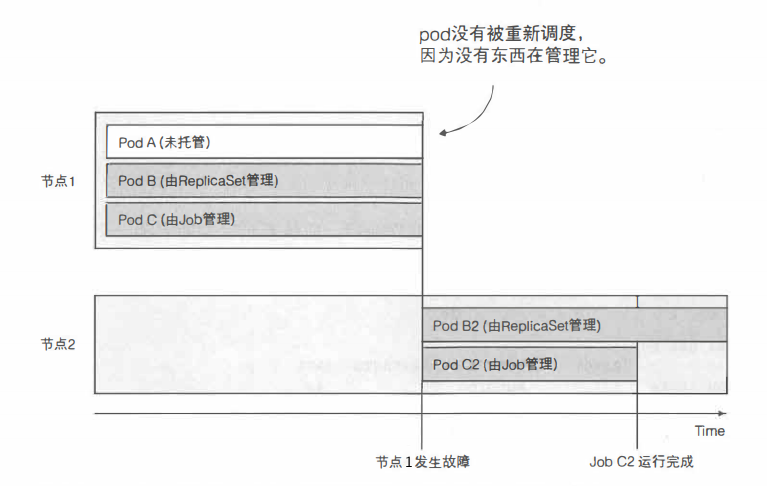 pod没有被重新调度，
因为没有东西在管理它。
节点1
Pod A (未托管)
Pod B (由ReplicaSet管理)
Pod C (由Job管理)
节点2
Pod B2 (由ReplicaSet管理)
Pod C2 (由Job管理)
Time
节点1发生故障
Job C2 运行完成